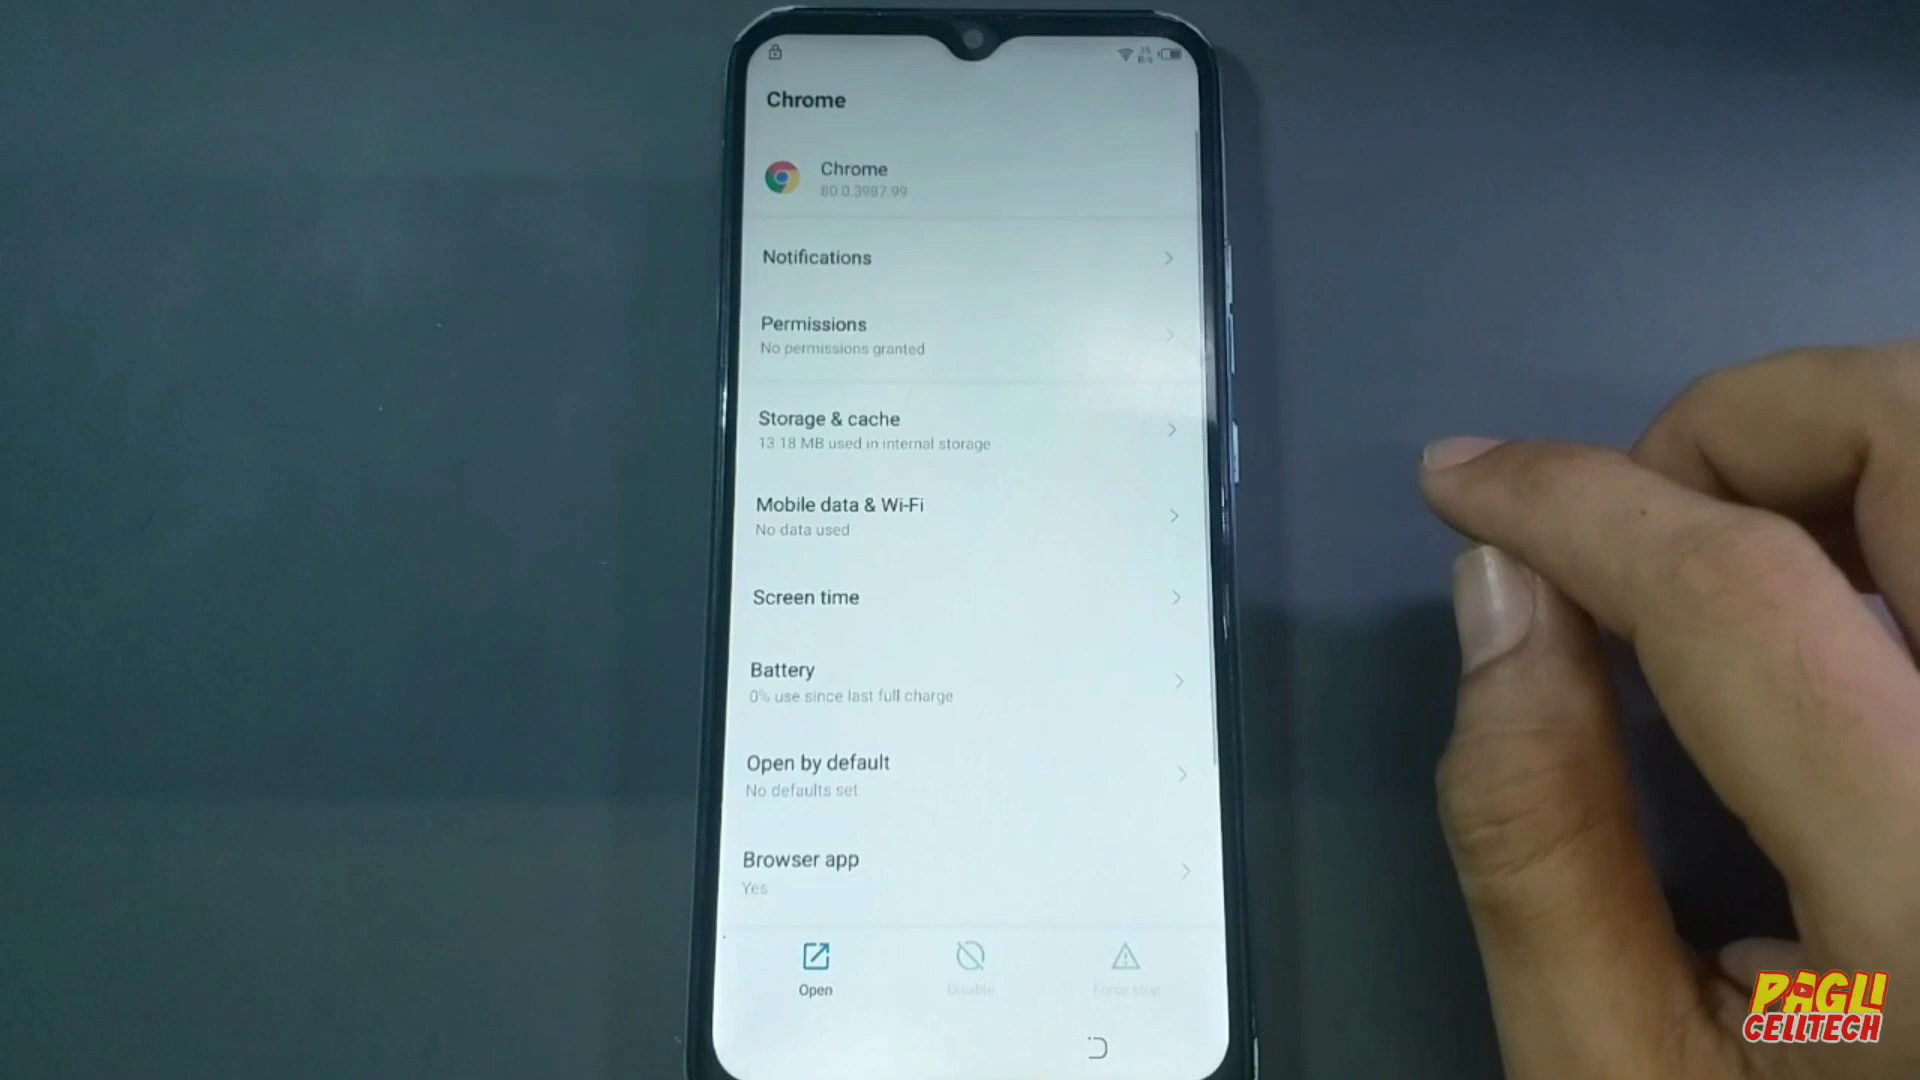 Chrome
Chrome
80.0.3987.99
Notifications
Permissions
No permissions granted
Storage & cache
13.18 MB used in internal storage
Mobile data & Wi-Fi
No data used
Screen time
Battery
0% use since last full charge
Open by default
No defaults set
Browser app
Yes
Open
Disable
Force stop
PAGLI
CELLTECH